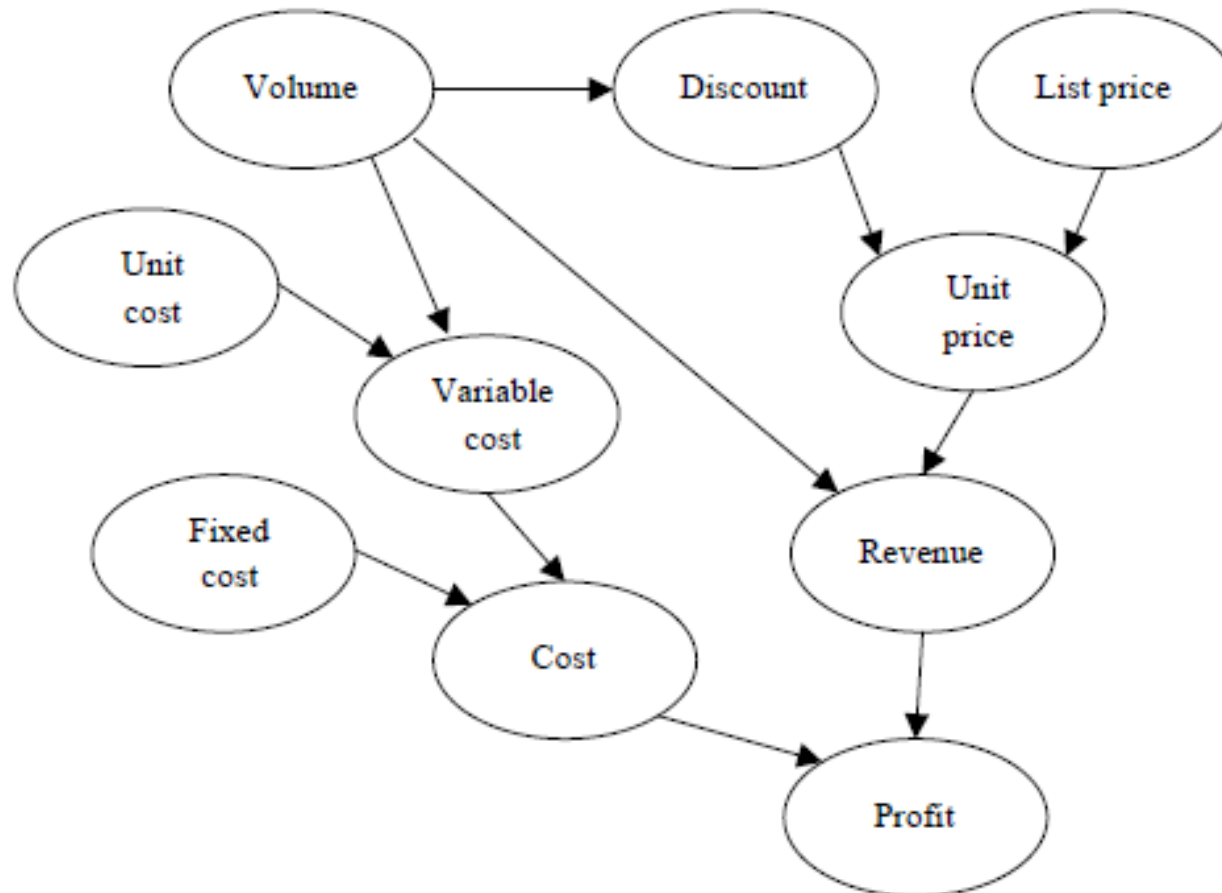 Volume
Discount
List price
Unit
cost
Unit
price
Variable
cost
Fixed
cost
Revenue
Cost
Profit